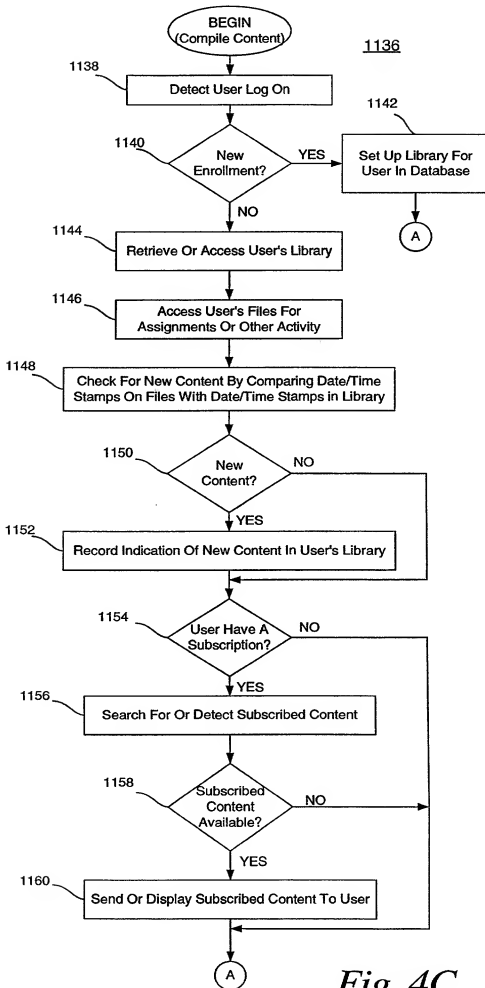 BEGIN
(Compile Content)
1136
1138
Detect User Log On
1142
1140
New
Enrollment?
YES
Set Up Library For
User In Database
NO
A
1144
Retrieve Or Access User's Library
1146
Access User's Files For
Assignments Or Other Activity
1148
Check For New Content By Comparing Date/Time
Stamps On Files With Date/Time Stamps in Library
1150
New
Content?
NO
YES
1152
Record Indication Of New Content In User's Library
1154
User Have A
Subscription?
NO
YES
1156
Search For Or Detect Subscribed Content
1158
Subscribed
Content
Available?
NO
YES
1160
Send Or Display Subscribed Content To User
A
Fig. 4C